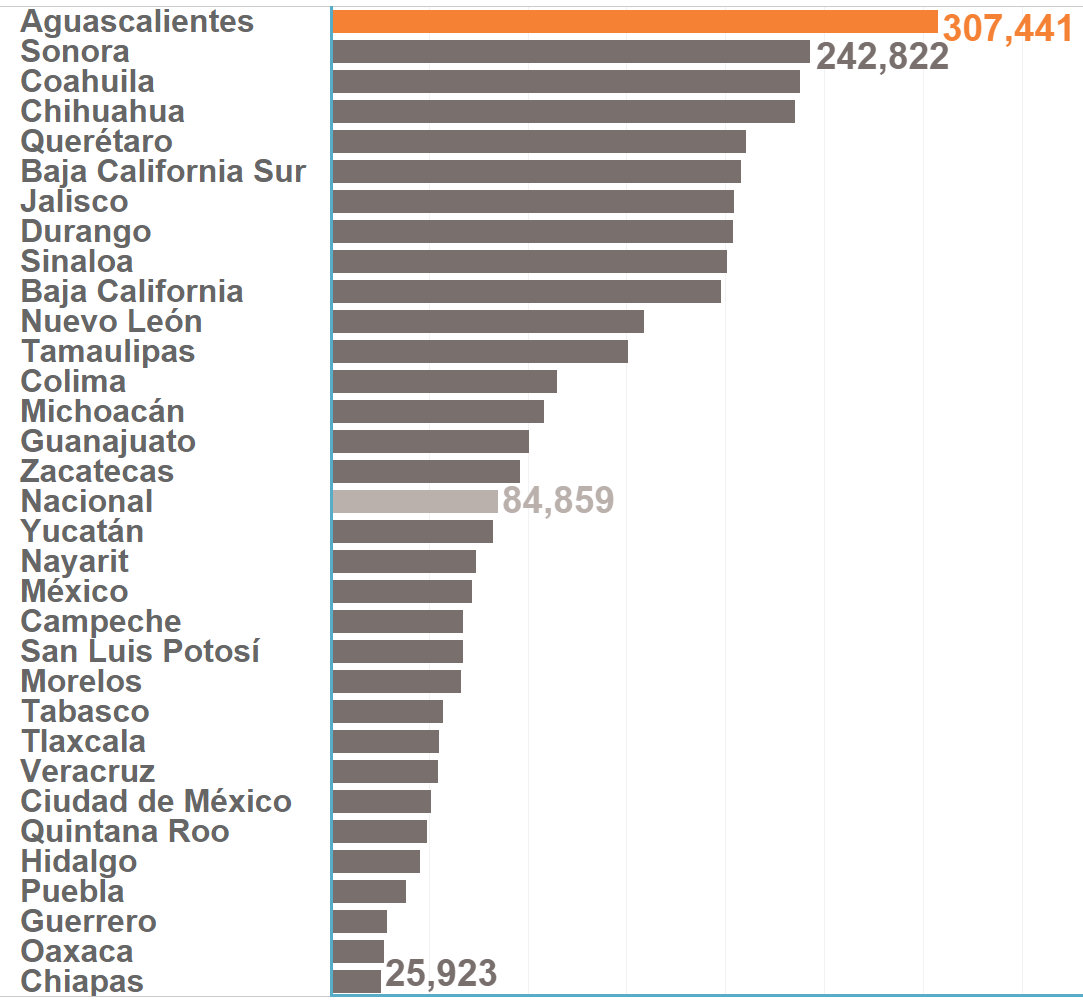 Aguascalientes 307,441
Sonora 242,822
Coahuila
Chihuahua
Querétaro
Baja California Sur
Jalisco
Durango
Sinaloa
Baja California
Nuevo León
Tamaulipas
Colima
Michoacán
Guanajuato
Zacatecas
Nacional 84,859
Yucatán
Nayarit
México
Campeche
San Luis Potosí
Morelos
Tabasco
Tlaxcala
Veracruz
Ciudad de México
Quintana Roo
Hidalgo
Puebla
Guerrero
Oaxaca
Chiapas 25,923